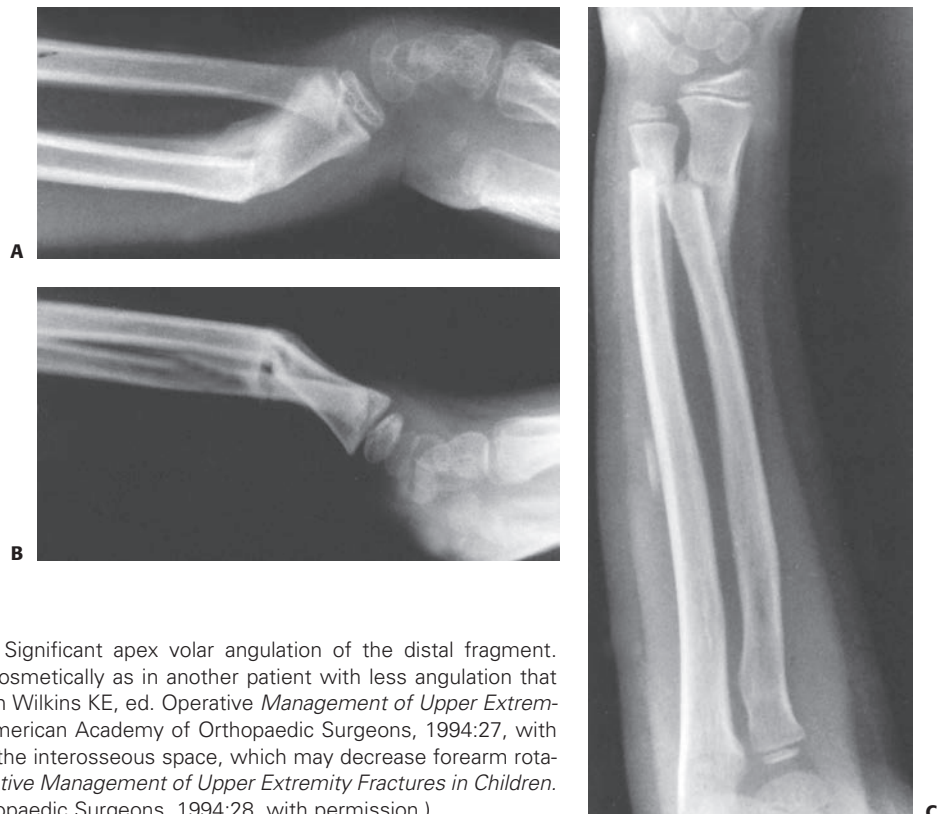 A
B
C
Significant apex volar angulation of the distal fragment.
osmetically as in another patient with less angulation that
n Wilkins KE, ed. Operative Management of Upper Extrem-
merican Academy of Orthopaedic Surgeons, 1994:27, with
the interosseous space, which may decrease forearm rota-
tive Management of Upper Extremity Fractures in Children.
opaedic Surgeons, 1994:28, with permission.)